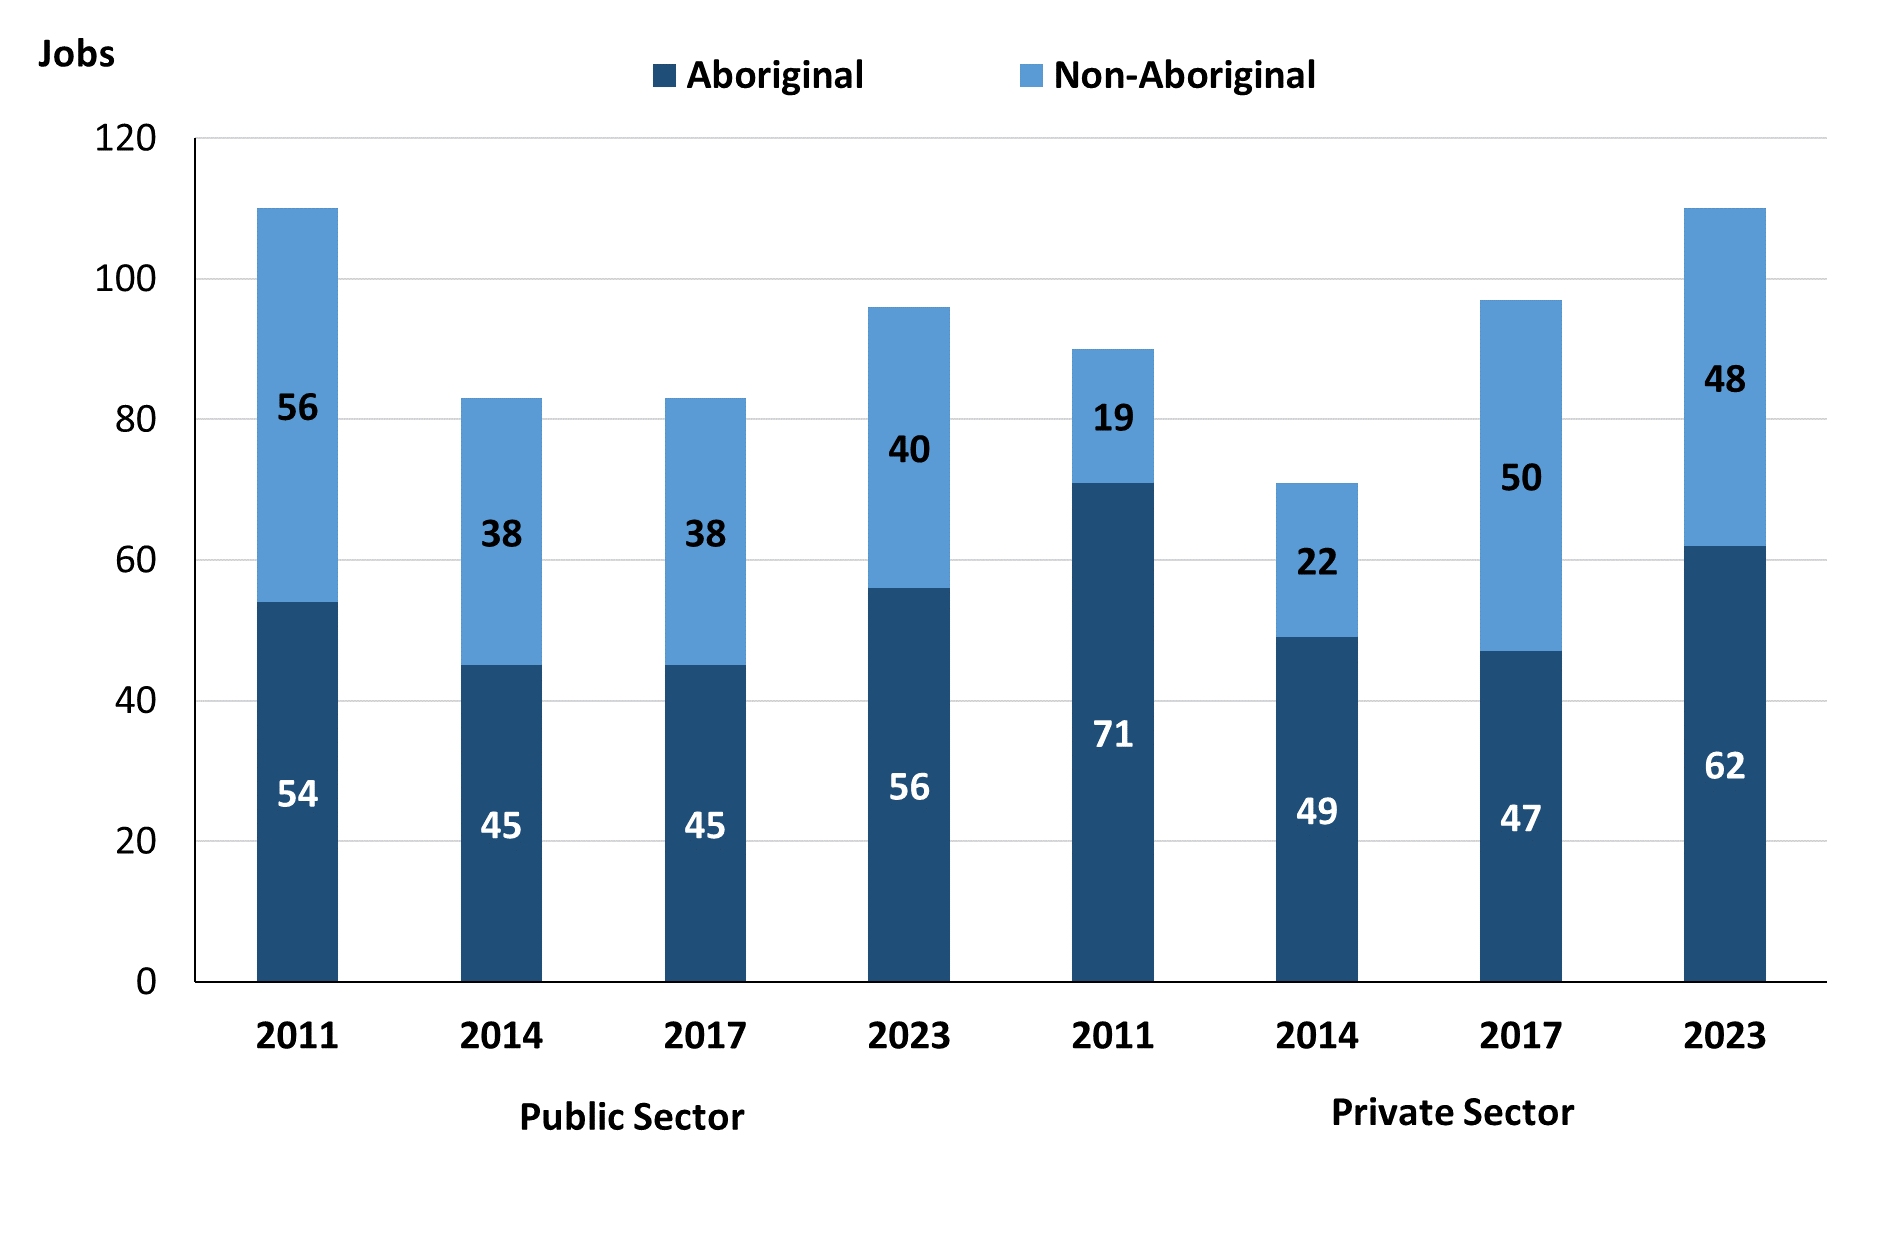 Jobs
Aboriginal Non-Aboriginal
120
100
80
60
40
20
0
56 38 38 40 19 22 50 48
54 45 45 56 71 49 47 62
2011 2014 2017 2023 2011 2014 2017 2023
Public Sector Private Sector